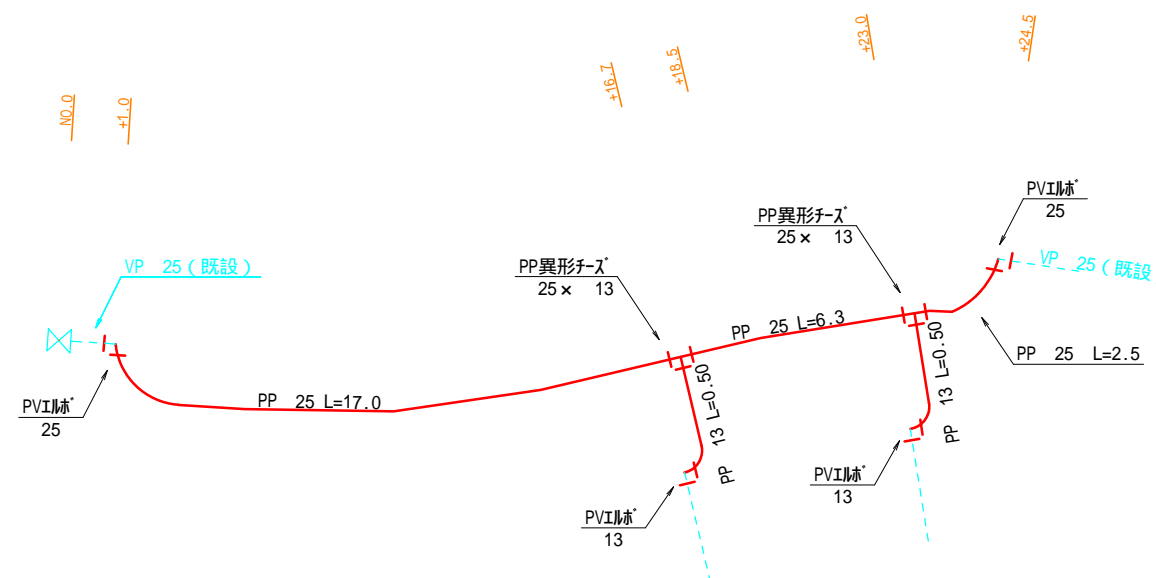 NO.0
+1.0
+16.7
+18.5
+23.0
+24.5
VP 25(既設)
PVｴﾙﾎﾞ
25
PP 25 L=17.0
PP異形ﾁｰｽﾞ
25× 13
PP 13 L=0.50
PVｴﾙﾎﾞ
13
PP 25 L=6.3
PP異形ﾁｰｽﾞ
25× 13
PP 13 L=0.50
PVｴﾙﾎﾞ
13
PVｴﾙﾎﾞ
25
VP 25(既設
PP 25 L=2.5